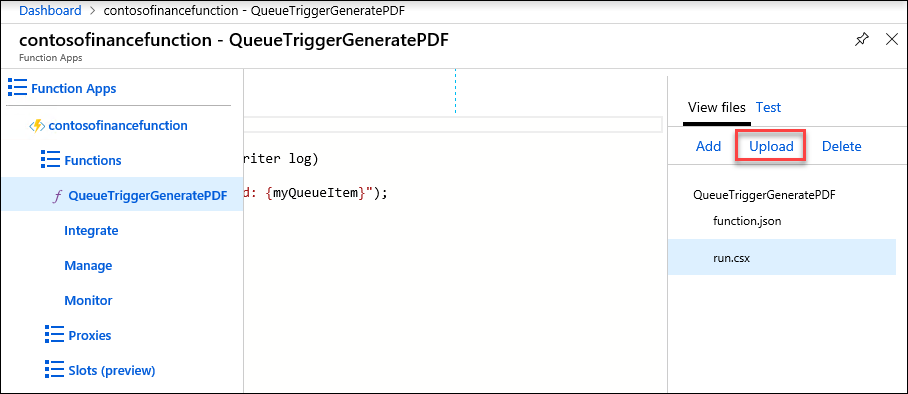 Dashboard > contosofinancefunction - QueueTriggerGeneratePDF
contosofinancefunction - QueueTriggerGeneratePDF
Function Apps
Function Apps
contosofinancefunction
Functions
QueueTriggerGeneratePDF
Integrate
Manage
Monitor
Proxies
Slots (preview)
riter log)
d: {myQueueItem}");
View files Test
Add Upload Delete
QueueTriggerGeneratePDF
function.json
run.csx